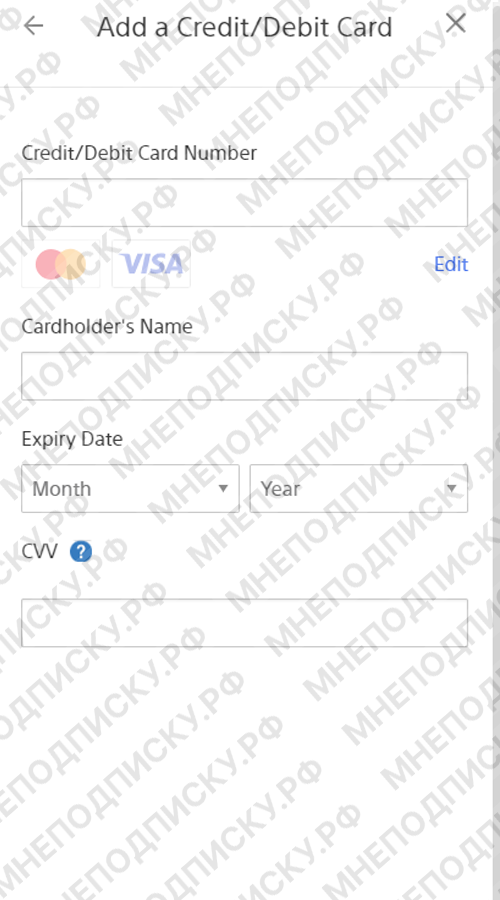 Add a Credit/Debit Card
Credit/Debit Card Number
VISA
Edit
Cardholder's Name
Expiry Date
Month
Year
CVV ?
МНЕПОДПИСКУ.РФ